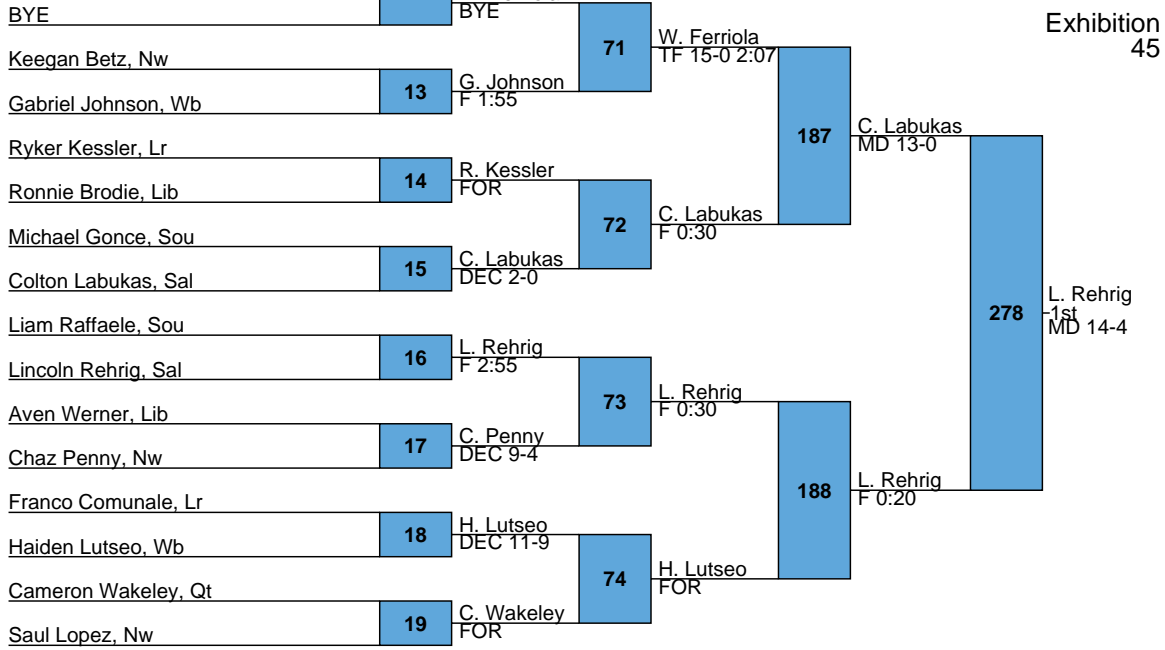 BYE
BYE
Exhibition
45
71
W. Ferriola
TF 15-0 2:07
Keegan Betz, Nw
13
G. Johnson
F 1:55
Gabriel Johnson, Wb
187
C. Labukas
MD 13-0
Ryker Kessler, Lr
14
R. Kessler
FOR
Ronnie Brodie, Lib
72
C. Labukas
F 0:30
Michael Gonce, Sou
15
C. Labukas
DEC 2-0
Colton Labukas, Sal
278
L. Rehrig
1st
MD 14-4
Liam Raffaele, Sou
16
L. Rehrig
F 2:55
Lincoln Rehrig, Sal
73
L. Rehrig
F 0:30
Aven Werner, Lib
17
C. Penny
DEC 9-4
Chaz Penny, Nw
188
L. Rehrig
F 0:20
Franco Comunale, Lr
18
H. Lutseo
DEC 11-9
Haiden Lutseo, Wb
74
H. Lutseo
FOR
Cameron Wakeley, Qt
19
C. Wakeley
FOR
Saul Lopez, Nw